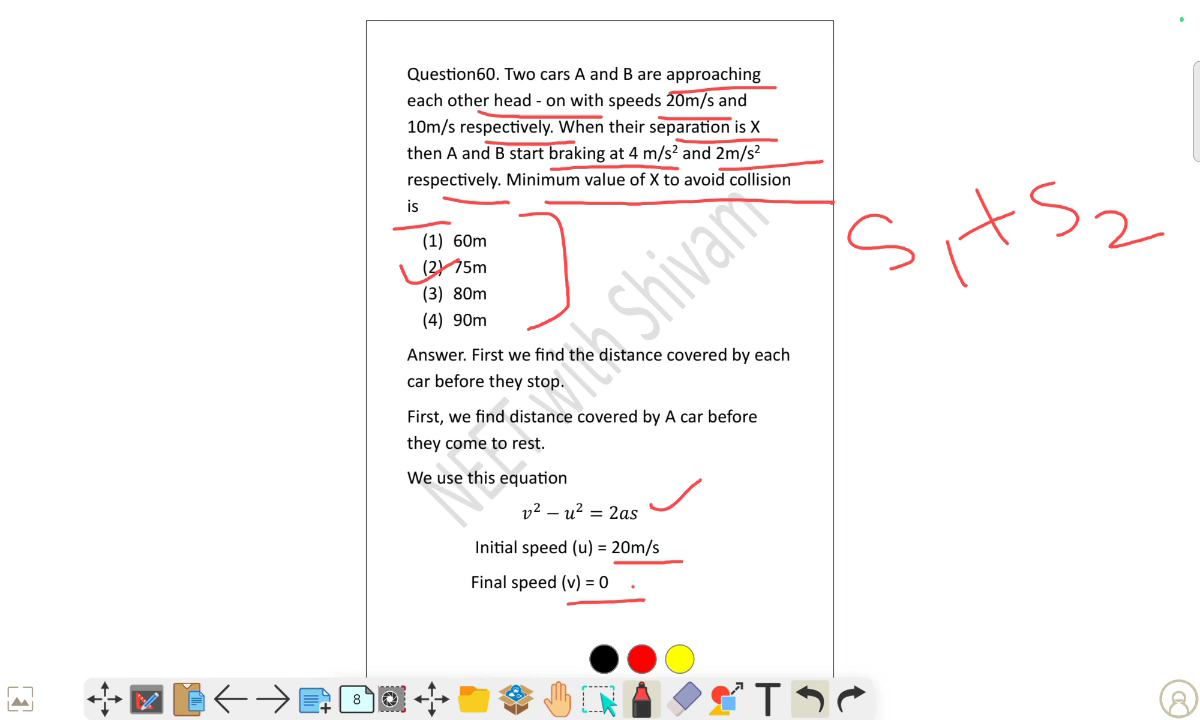 Question60. Two cars A and B are approaching
each other head - on with speeds 20m/s and
10m/s respectively. When their separation is X
then A and B start braking at 4 m/s² and 2m/s²
respectively. Minimum value of X to avoid collision
is
(1) 60m
(2) 75m
(3) 80m
(4) 90m
S₁+S₂
Answer. First we find the distance covered by each
car before they stop.
First, we find distance covered by A car before
they come to rest.
We use this equation
v² − u² = 2as
Initial speed (u) = 20m/s
Final speed (v) = 0
NEET with Shivam
8
T